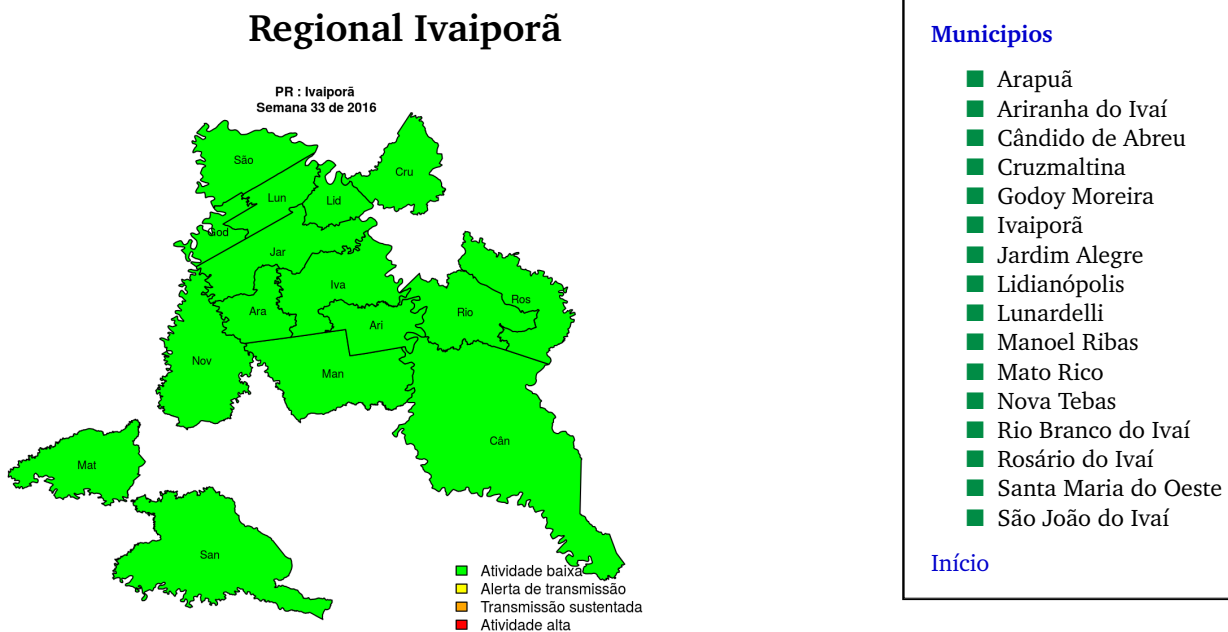 Regional Ivaiporã
PR : Ivaiporã
Semana 33 de 2016
São
Cru
Lun
Lid
God
Jar
Iva
Ros
Ara
Rio
Ari
Nov
Man
Cân
Mat
San
Atividade baixa
Alerta de transmissão
Transmissão sustentada
Atividade alta
Municipios
Arapuã
Ariranha do Ivaí
Cândido de Abreu
Cruzmaltina
Godoy Moreira
Ivaiporã
Jardim Alegre
Lidianópolis
Lunardelli
Manoel Ribas
Mato Rico
Nova Tebas
Rio Branco do Ivaí
Rosário do Ivaí
Santa Maria do Oeste
São João do Ivaí
Início